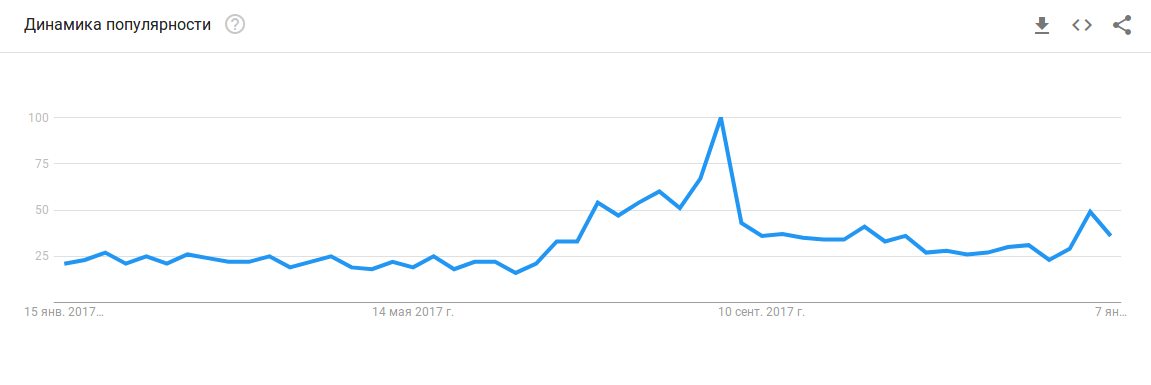 Динамика популярности ?
100
75
50
25
15 янв. 2017…
14 мая 2017 г.
10 сент. 2017 г.
7 ян…